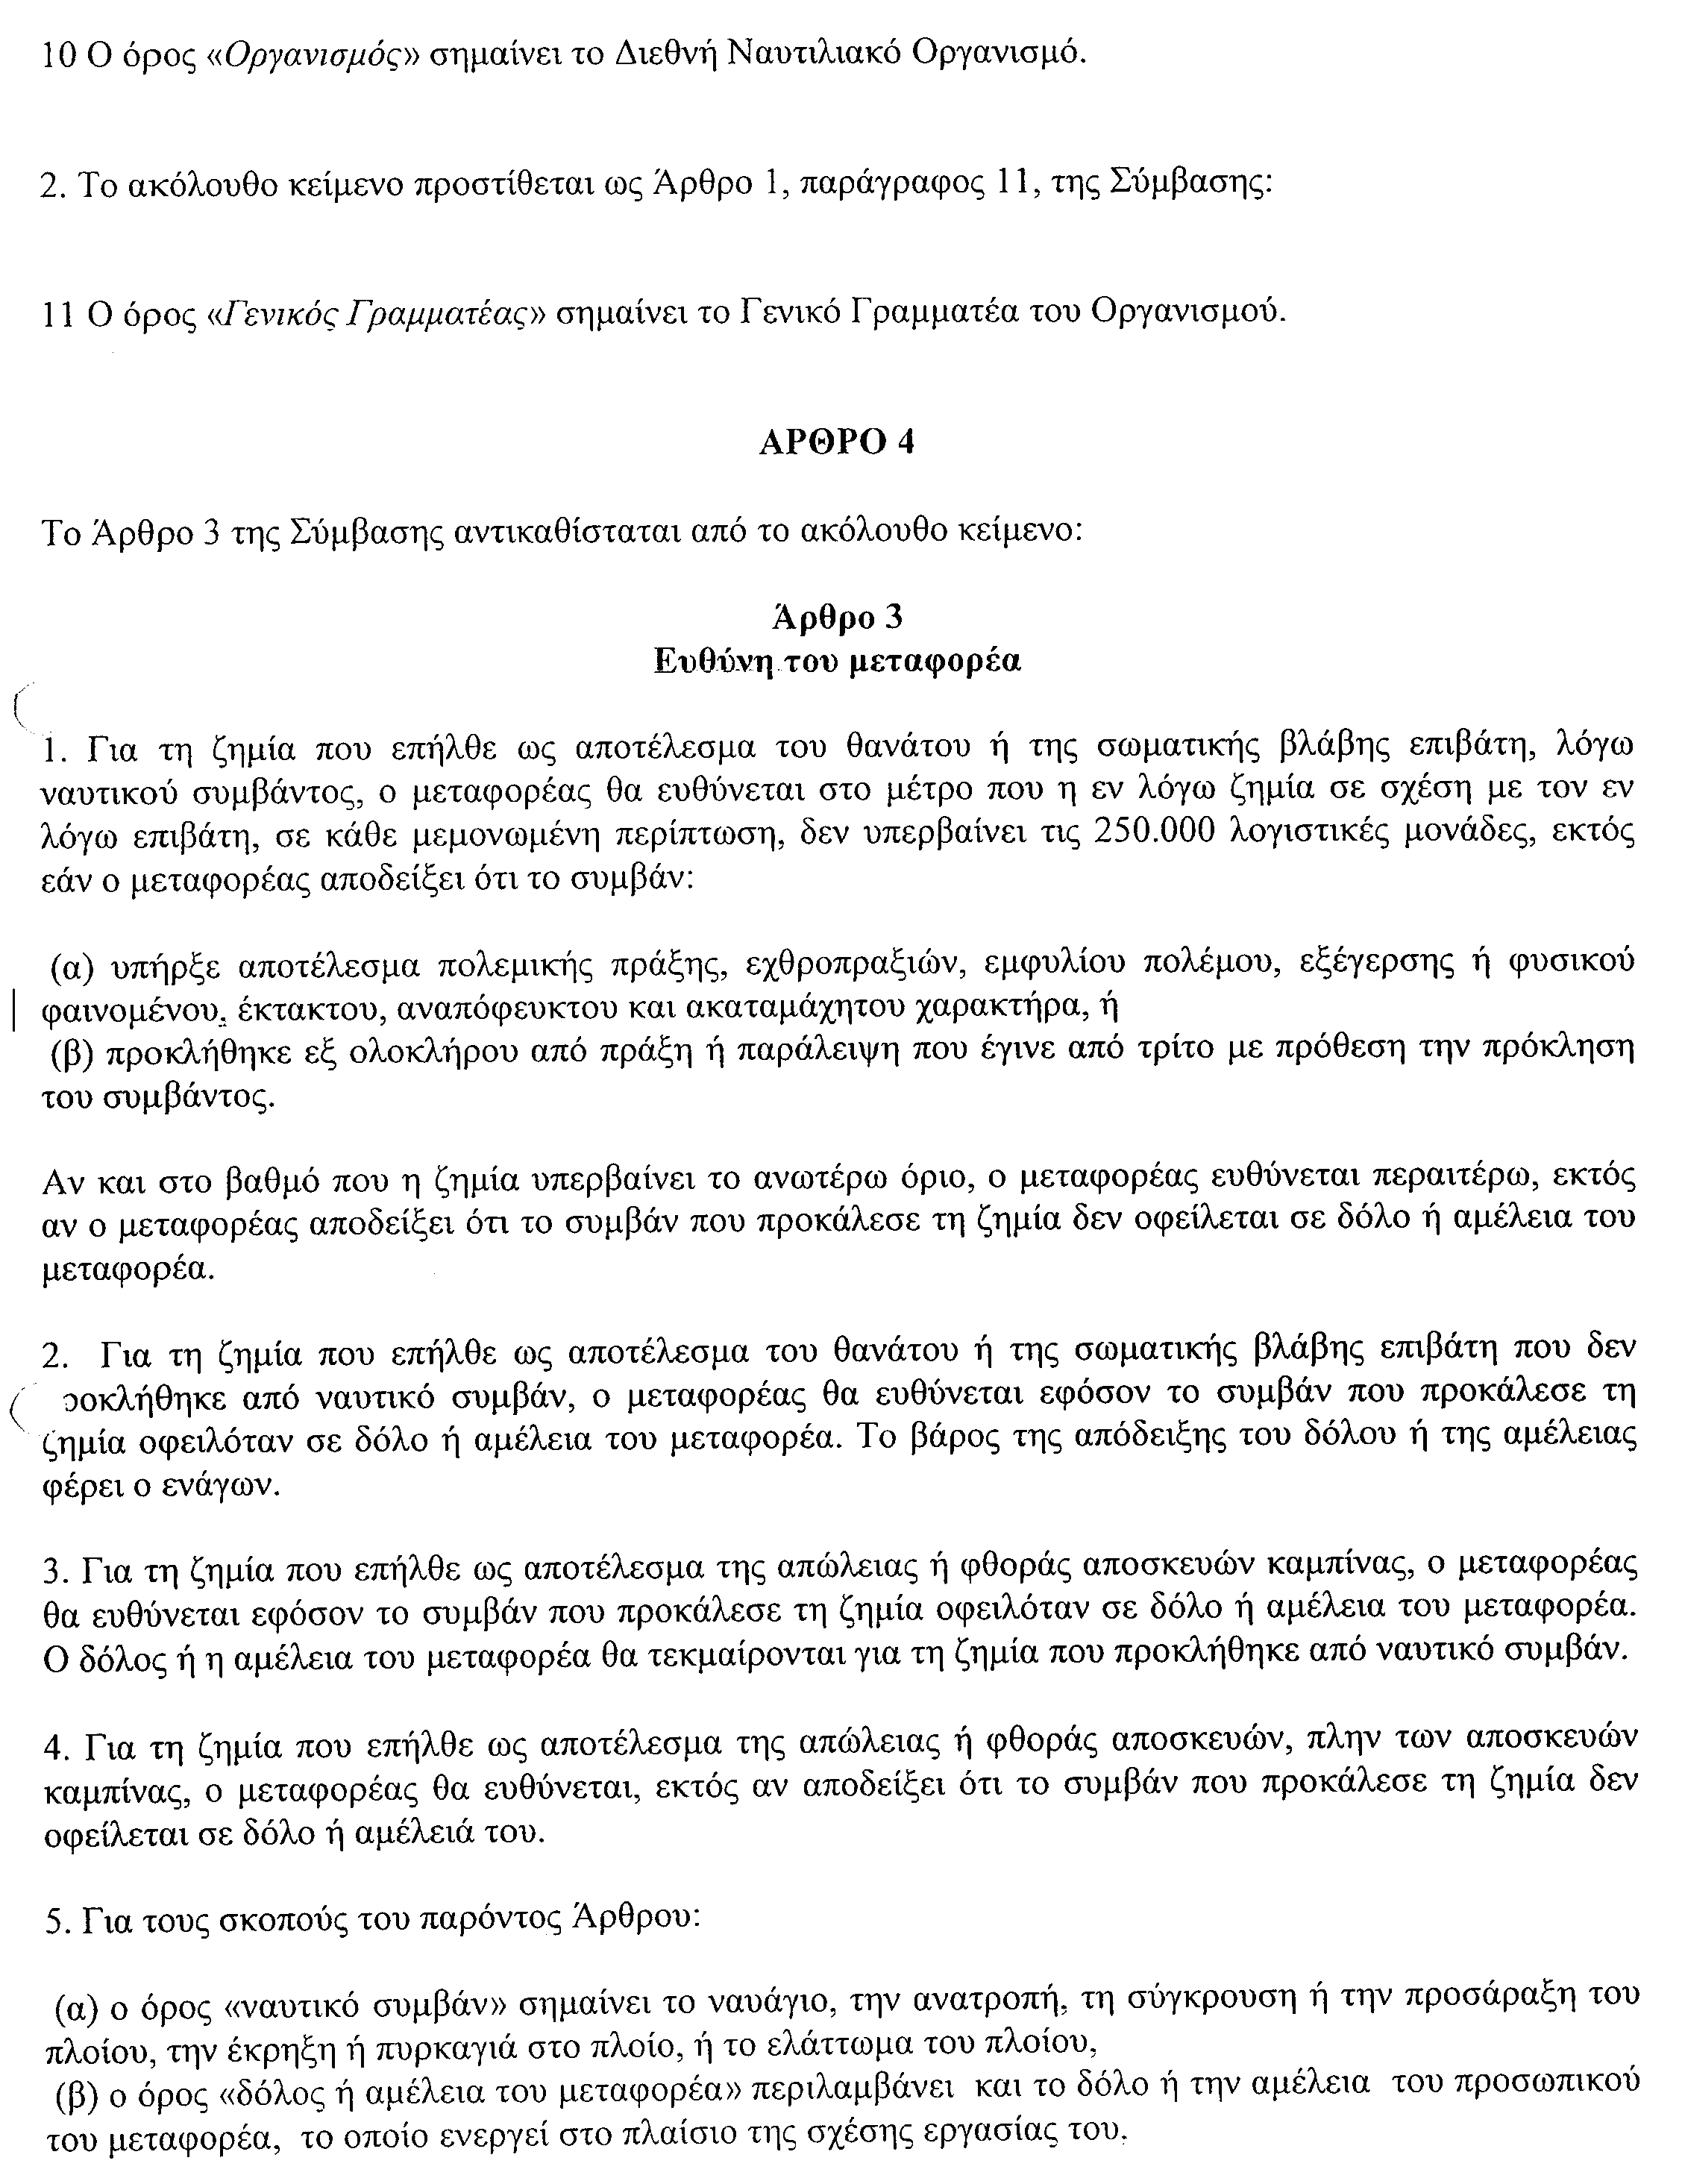 10 Ο όρος «Οργανισμός» σημαίνει το Διεθνή Ναυτιλιακό Οργανισμό.
2. Το ακόλουθο κείμενο προστίθεται ως Άρθρο 1, παράγραφος 11, της Σύμβασης:
11 Ο όρος «Γενικός Γραμματέας» σημαίνει το Γενικό Γραμματέα του Οργανισμού.
ΑΡΘΡΟ 4
Το Άρθρο 3 της Σύμβασης αντικαθίσταται από το ακόλουθο κείμενο:
Άρθρο 3
Ευθύνη του μεταφορέα
1. Για τη ζημία που επήλθε ως αποτέλεσμα του θανάτου ή της σωματικής βλάβης επιβάτη, λόγω
ναυτικού συμβάντος, ο μεταφορέας θα ευθύνεται στο μέτρο που η εν λόγω ζημία σε σχέση με τον εν
λόγω επιβάτη, σε κάθε μεμονωμένη περίπτωση, δεν υπερβαίνει τις 250.000 λογιστικές μονάδες, εκτός
εάν ο μεταφορέας αποδείξει ότι το συμβάν:
(α) υπήρξε αποτέλεσμα πολεμικής πράξης, εχθροπραξιών, εμφυλίου πολέμου, εξέγερσης ή φυσικού
φαινομένου, έκτακτου, αναπόφευκτου και ακαταμάχητου χαρακτήρα, ή
(β) προκλήθηκε εξ ολοκλήρου από πράξη ή παράλειψη που έγινε από τρίτο με πρόθεση την πρόκληση
του συμβάντος.
Αν και στο βαθμό που η ζημία υπερβαίνει το ανωτέρω όριο, ο μεταφορέας ευθύνεται περαιτέρω, εκτός
αν ο μεταφορέας αποδείξει ότι το συμβάν που προκάλεσε τη ζημία δεν οφείλεται σε δόλο ή αμέλεια του
μεταφορέα.
2. Για τη ζημία που επήλθε ως αποτέλεσμα του θανάτου ή της σωματικής βλάβης επιβάτη που δεν
ροκλήθηκε από ναυτικό συμβάν, ο μεταφορέας θα ευθύνεται εφόσον το συμβάν που προκάλεσε τη
ζημία οφειλόταν σε δόλο ή αμέλεια του μεταφορέα. Το βάρος της απόδειξης του δόλου ή της αμέλειας
φέρει ο ενάγων.
3. Για τη ζημία που επήλθε ως αποτέλεσμα της απώλειας ή φθοράς αποσκευών καμπίνας, ο μεταφορέας
θα ευθύνεται εφόσον το συμβάν που προκάλεσε τη ζημία οφειλόταν σε δόλο ή αμέλεια του μεταφορέα.
Ο δόλος ή η αμέλεια του μεταφορέα θα τεκμαίρονται για τη ζημία που προκλήθηκε από ναυτικό συμβάν.
4. Για τη ζημία που επήλθε ως αποτέλεσμα της απώλειας ή φθοράς αποσκευών, πλην των αποσκευών
καμπίνας, ο μεταφορέας θα ευθύνεται, εκτός αν αποδείξει ότι το συμβάν που προκάλεσε τη ζημία δεν
οφείλεται σε δόλο ή αμέλειά του.
5. Για τους σκοπούς του παρόντος Άρθρου:
(α) ο όρος «ναυτικό συμβάν» σημαίνει το ναυάγιο, την ανατροπή, τη σύγκρουση ή την προσάραξη του
πλοίου, την έκρηξη ή πυρκαγιά στο πλοίο, ή το ελάττωμα του πλοίου,
(β) ο όρος «δόλος ή αμέλεια του μεταφορέα» περιλαμβάνει και το δόλο ή την αμέλεια του προσωπικού
του μεταφορέα, το οποίο ενεργεί στο πλαίσιο της σχέσης εργασίας του,